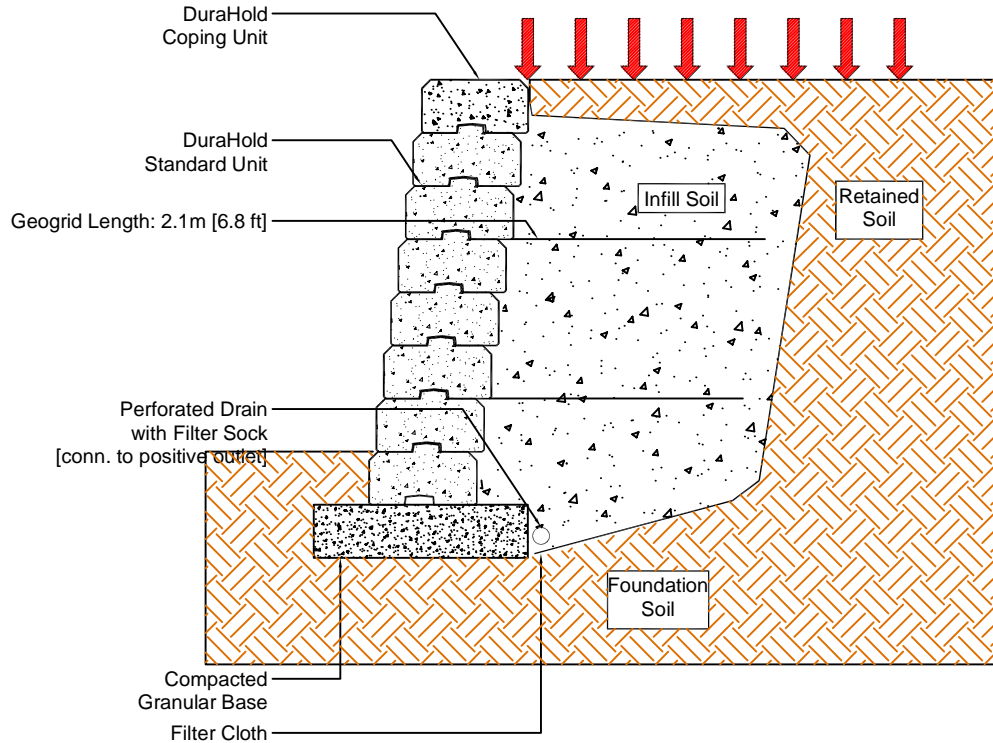 DuraHold
Coping Unit
DuraHold
Standard Unit
Infill Soil
Retained
Soil
Geogrid Length: 2.1m [6.8 ft]
Perforated Drain
with Filter Sock
[conn. to positive outlet]
Foundation
Soil
Compacted
Granular Base
Filter Cloth